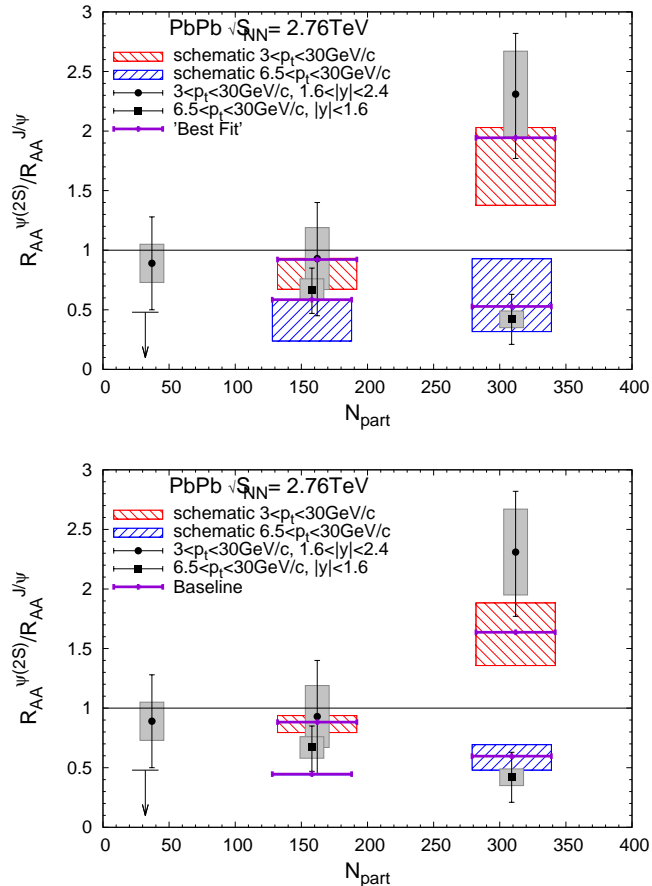 PbPb √S_NN= 2.76TeV
schematic 3<p_t<30GeV/c
schematic 6.5<p_t<30GeV/c
3<p_t<30GeV/c, 1.6<|y|<2.4
6.5<p_t<30GeV/c, |y|<1.6
'Best Fit'
R_AA^ψ(2S)/R_AA^J/ψ
3
2.5
2
1.5
1
0.5
0
0 50 100 150 200 250 300 350 400
N_part
PbPb √S_NN= 2.76TeV
schematic 3<p_t<30GeV/c
schematic 6.5<p_t<30GeV/c
3<p_t<30GeV/c, 1.6<|y|<2.4
6.5<p_t<30GeV/c, |y|<1.6
Baseline
R_AA^ψ(2S)/R_AA^J/ψ
3
2.5
2
1.5
1
0.5
0
0 50 100 150 200 250 300 350 400
N_part